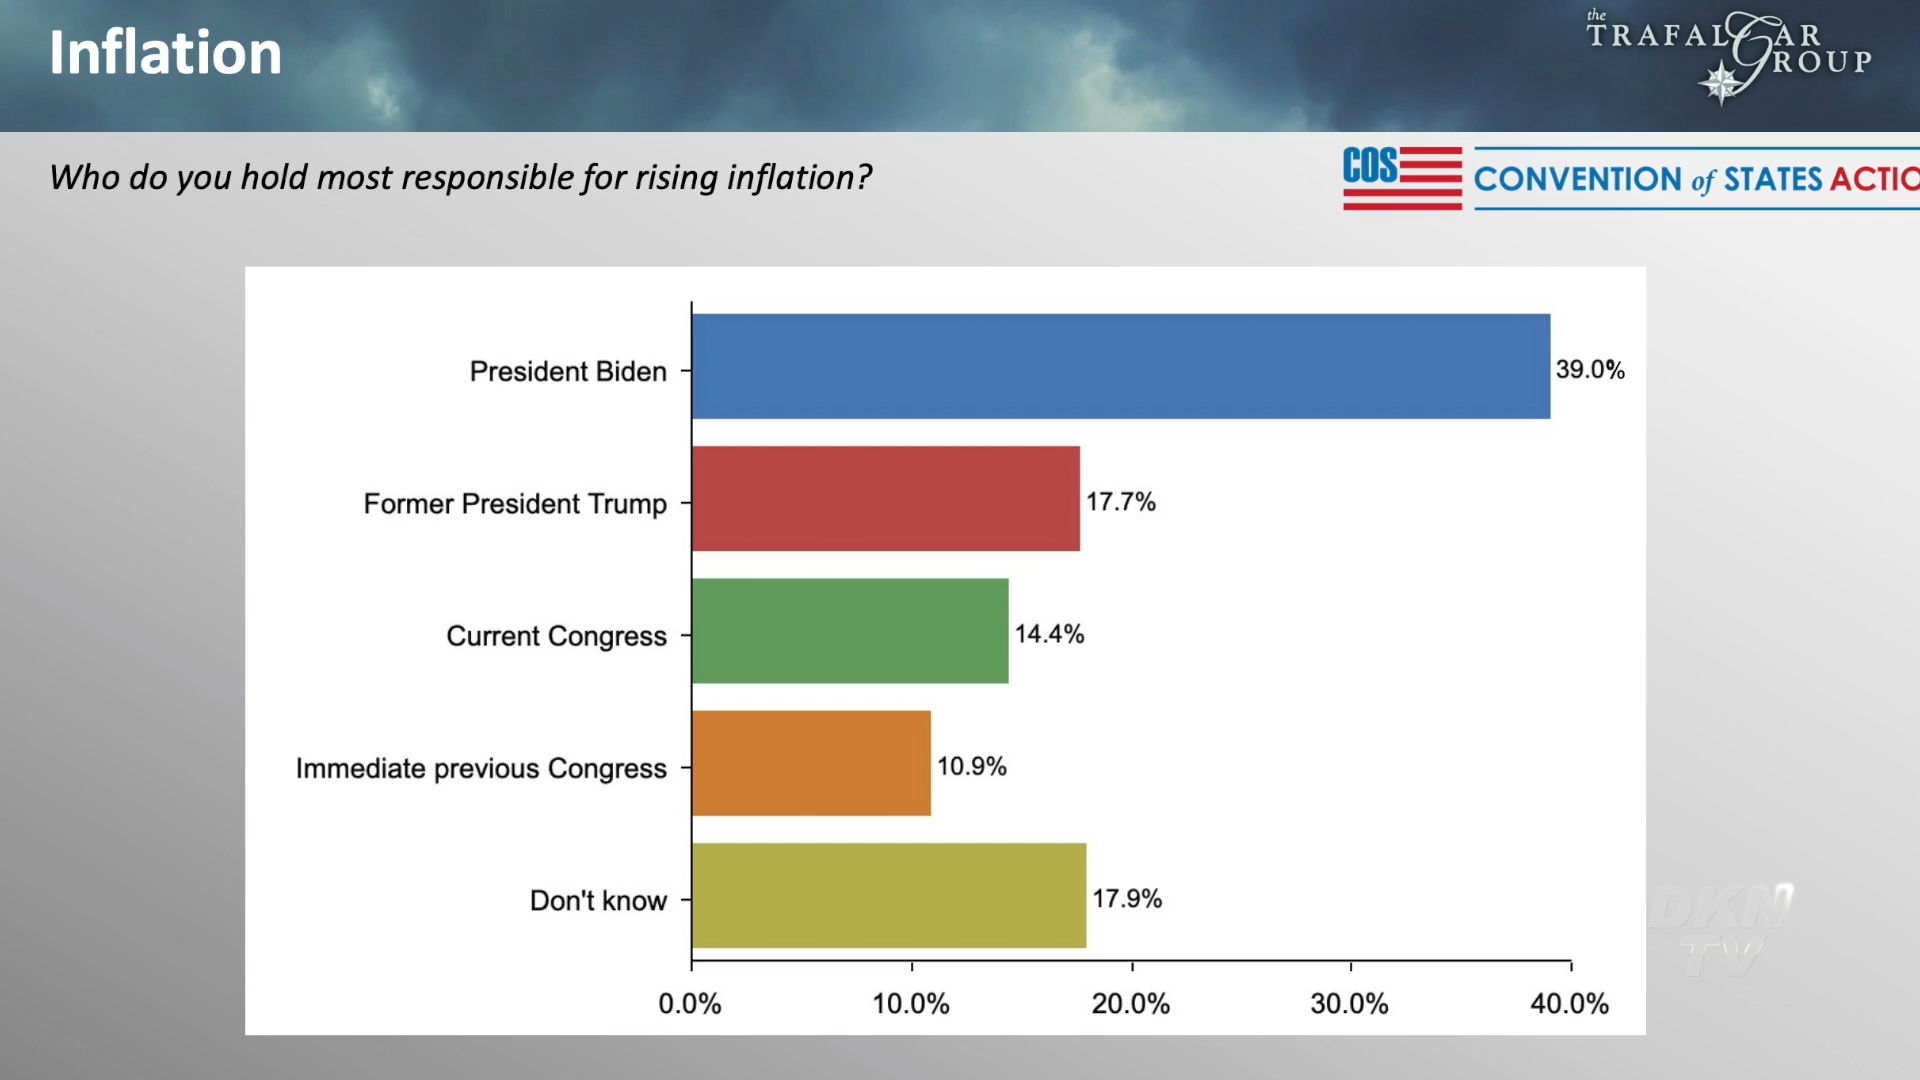 Inflation
the
TRAFALGAR
GROUP
Who do you hold most responsible for rising inflation?
COS
CONVENTION of STATES ACTIO
President Biden
39.0%
Former President Trump
17.7%
Current Congress
14.4%
Immediate previous Congress
10.9%
Don't know
17.9%
0.0% 10.0% 20.0% 30.0% 40.0%
DKN
TV